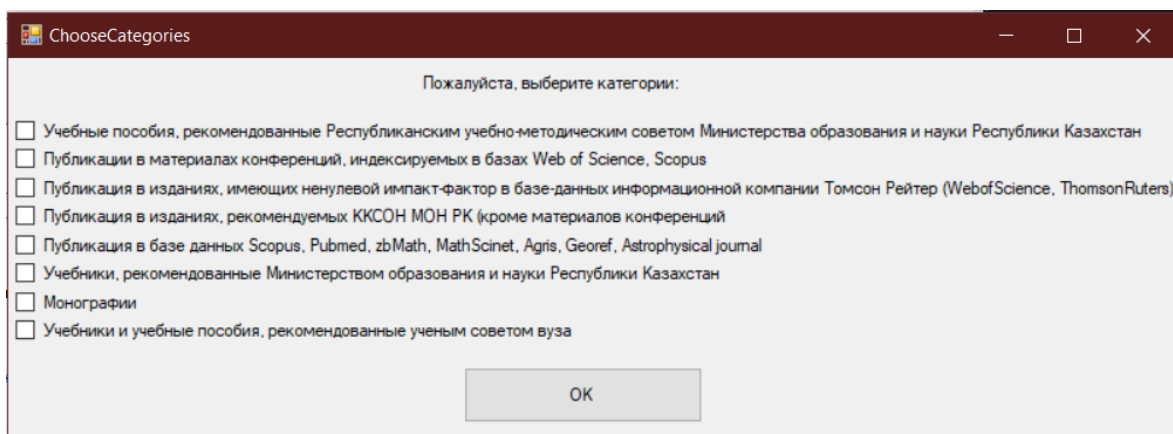 ChooseCategories
Пожалуйста, выберите категории:
Учебные пособия, рекомендованные Республиканским учебно-методическим советом Министерства образования и науки Республики Казахстан
Публикации в материалах конференций, индексируемых в базах Web of Science, Scopus
Публикация в изданиях, имеющих ненулевой импакт-фактор в базе-данных информационной компании Томсон Рейтер (WebofScience, ThomsonRuters)
Публикация в изданиях, рекомендуемых ККСОН МОН РК (кроме материалов конференций
Публикация в базе данных Scopus, Pubmed, zbMath, MathScinet, Agris, Georef, Astrophysical journal
Учебники, рекомендованные Министерством образования и науки Республики Казахстан
Монографии
Учебники и учебные пособия, рекомендованные ученым советом вуза
OK